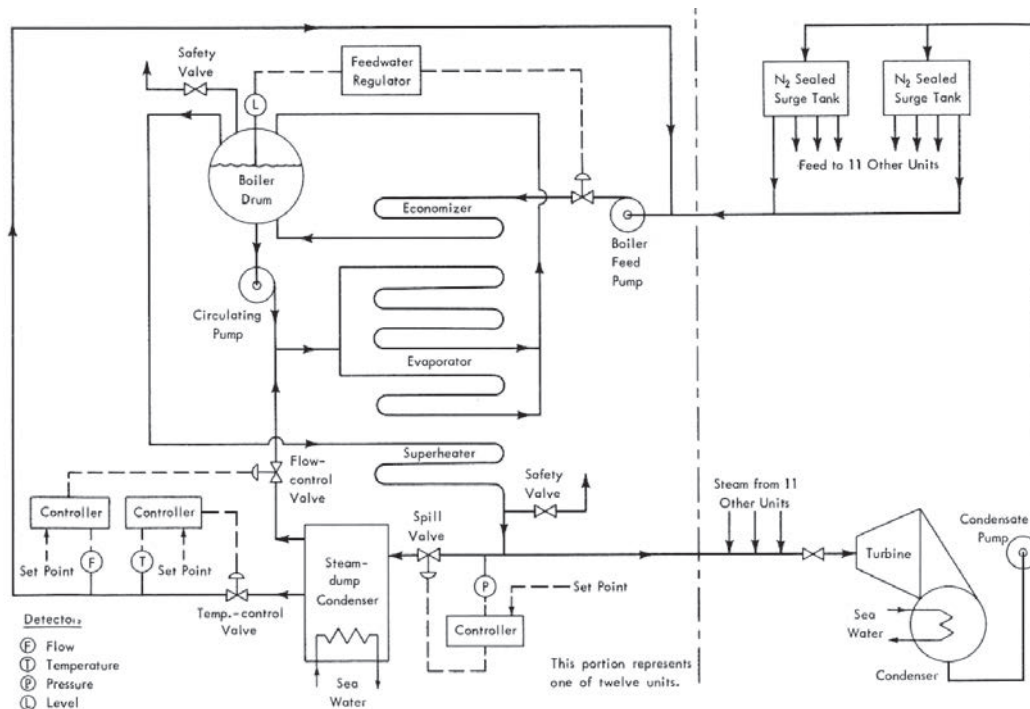 Safety
Valve
Feedwater
Regulator
L
N₂ Sealed
Surge Tank
N₂ Sealed
Surge Tank
Feed to 11 Other Units
Boiler
Drum
Economizer
Boiler
Feed
Pump
Circulating
Pump
Evaporator
Superheater
Flow-
control
Valve
Safety
Valve
Steam from 11
Other Units
Controller
Controller
Spill
Valve
Condensate
Pump
Turbine
Set Point
F
T
Set Point
Steam-
dump
Condenser
P
Set Point
Temp.-control
Valve
Controller
Sea
Water
Detectors
F Flow
T Temperature
P Pressure
L Level
Sea
Water
This portion represents
one of twelve units.
Condenser